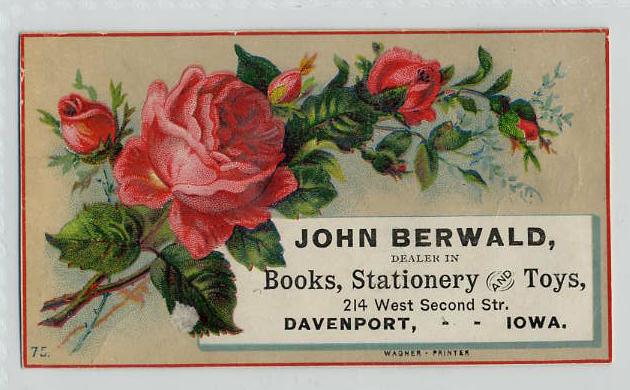 JOHN BERWALD,
DEALER IN
Books, Stationery AND Toys,
214 West Second Str.
DAVENPORT, - - IOWA.
75.
WAGNER - PRINTER